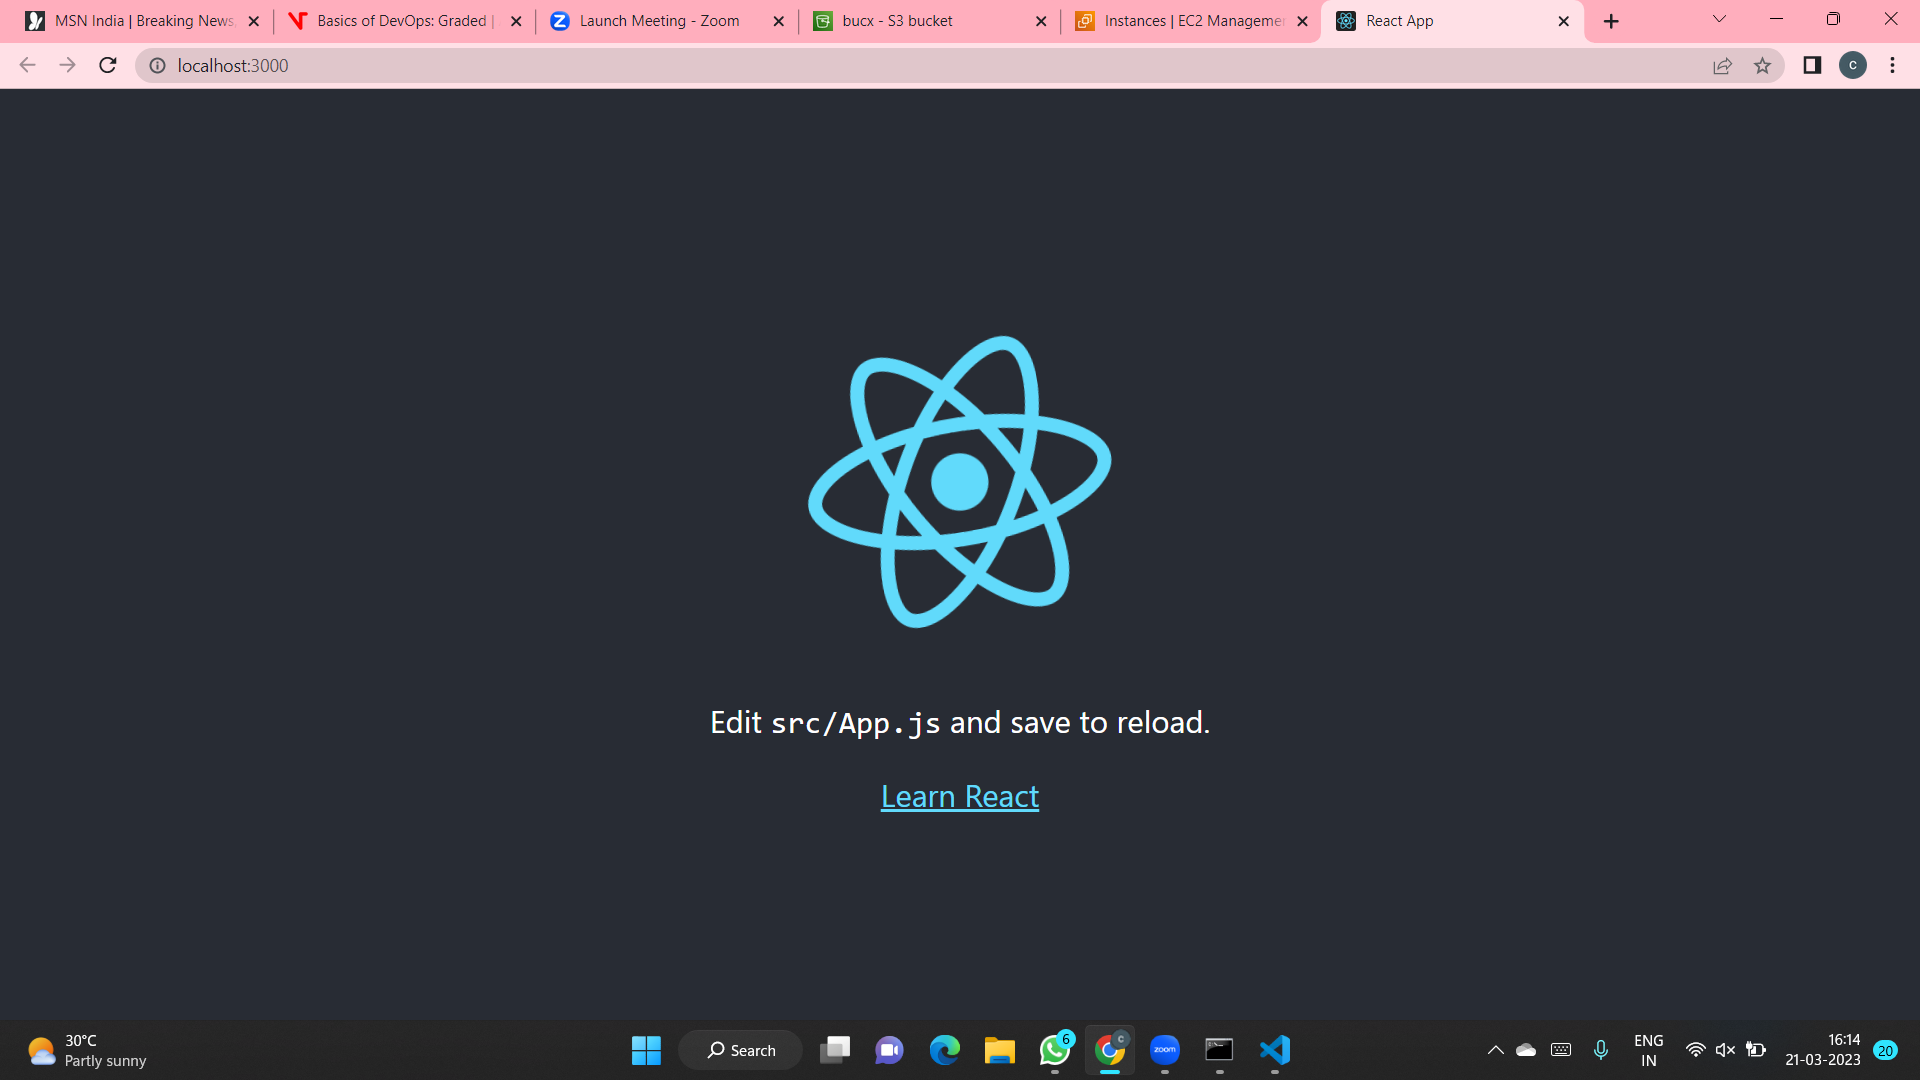 MSN India | Breaking News,
Basics of DevOps: Graded |
Launch Meeting - Zoom
bucx - S3 bucket
Instances | EC2 Managemen
React App
localhost:3000
c
Edit src/App.js and save to reload.
Learn React
30°C
Partly sunny
Search
6
c
zoom
ENG
IN
16:14
21-03-2023
20